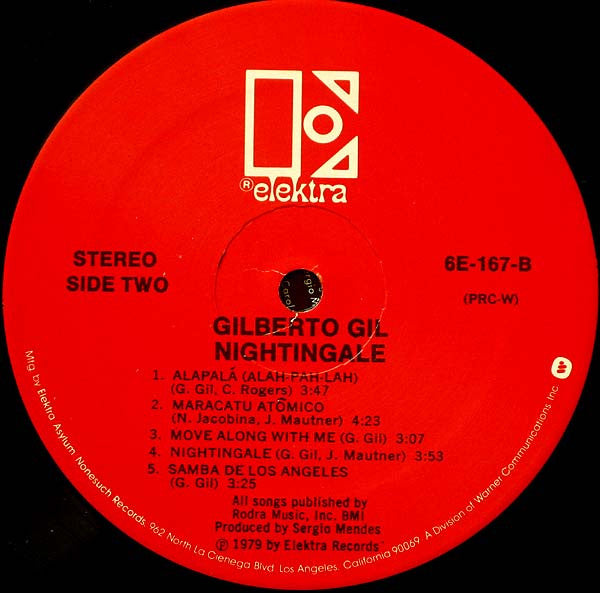 ® elektra
STEREO
SIDE TWO
6E-167-B
(PRC-W)
GILBERTO GIL
NIGHTINGALE
1. ALAPALÁ (ALAH-PAH-LAH)
(G. Gil, C. Rogers) 3:47
2. MARACATU ATÔMICO
(N. Jacobina, J. Mautner) 4:23
3. MOVE ALONG WITH ME (G. Gil) 3:07
4. NIGHTINGALE (G. Gil, J. Mautner) 3:53
5. SAMBA DE LOS ANGELES
(G. Gil) 3:25
All songs published by
Rodra Music, Inc. BMI
Produced by Sergio Mendes
℗ 1979 by Elektra Records
Mfg. by Elektra Asylum Nonesuch Records, 962 North La Cienega Blvd. Los Angeles, California 90069. A Division of Warner Communications, Inc.